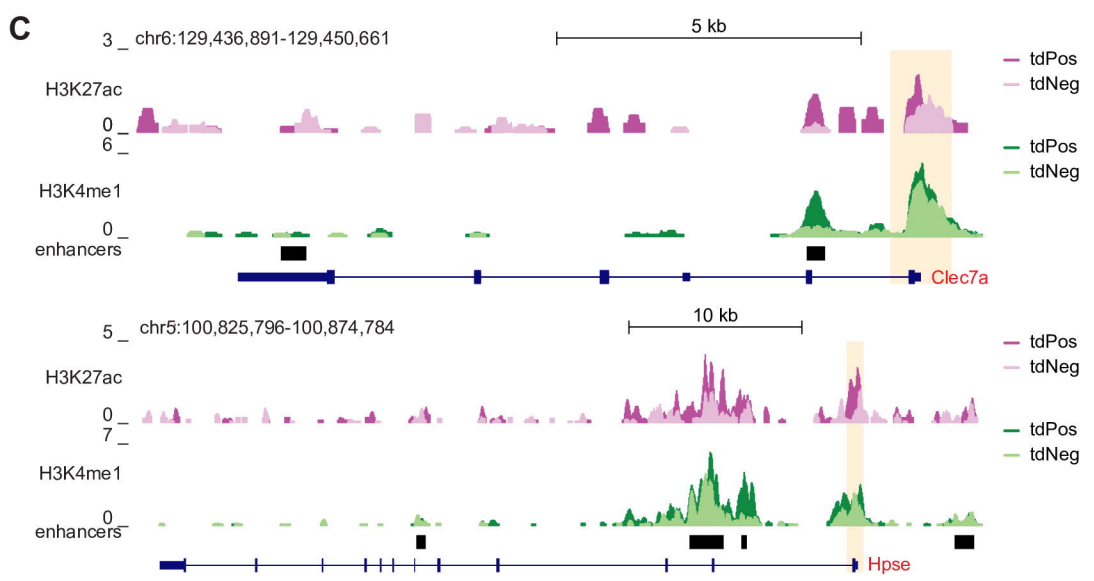 C
3 _ chr6:129,436,891-129,450,661 5 kb
tdPos
H3K27ac tdNeg
0 _
6 _ tdPos
tdNeg
H3K4me1
0 _
enhancers
Clec7a
10 kb
5 _ chr5:100,825,796-100,874,784
tdPos
H3K27ac tdNeg
0 _
7 _ tdPos
tdNeg
H3K4me1
0 _
enhancers
Hpse